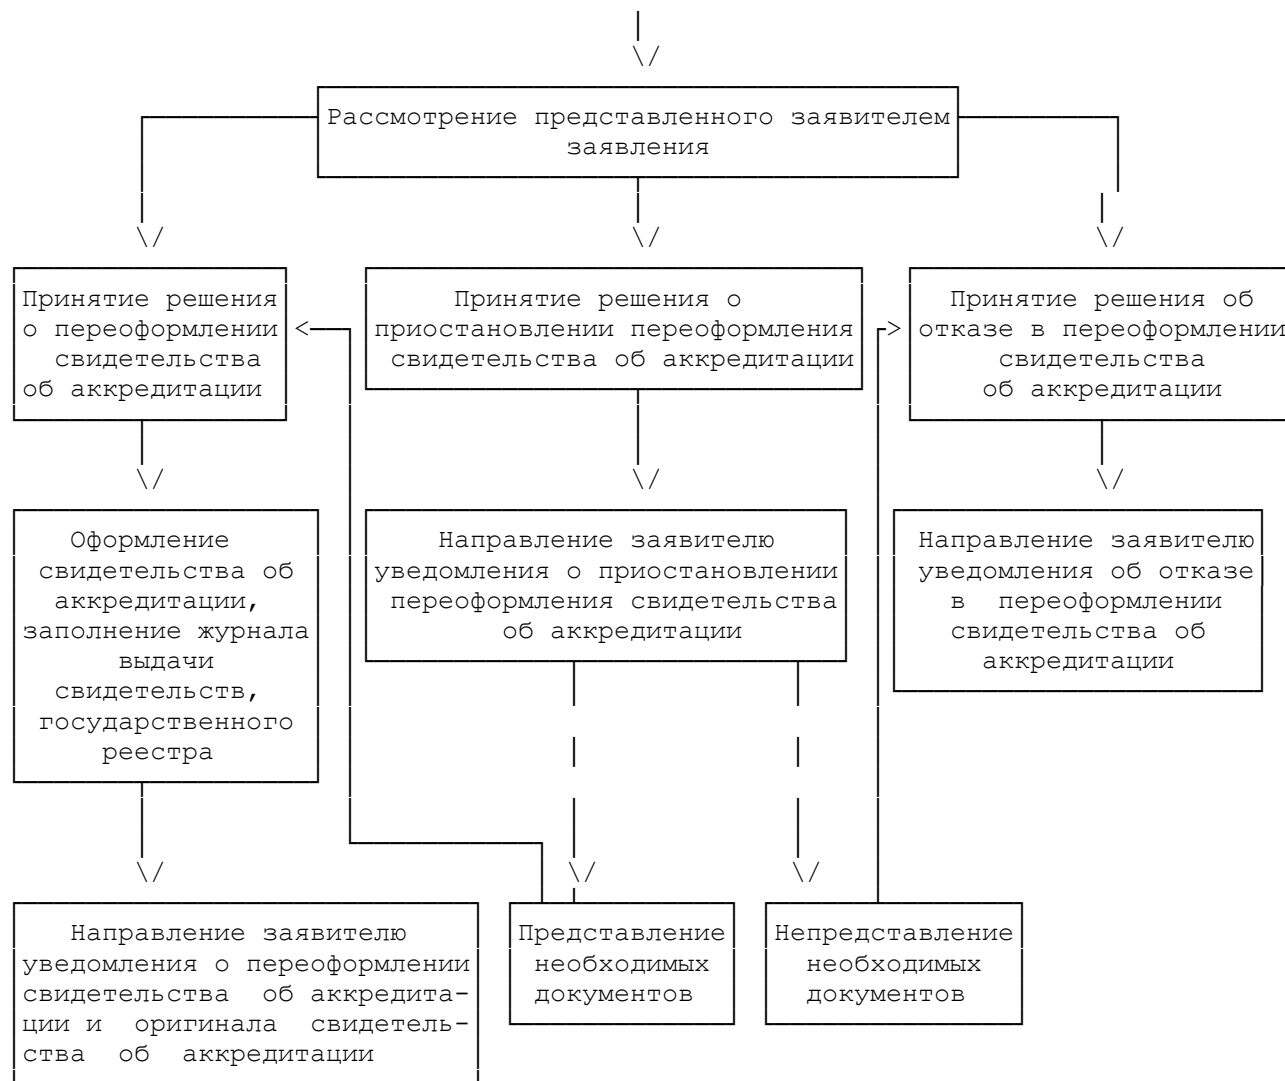 Рассмотрение представленного заявителем
заявления
Принятие решения
о переоформлении
свидетельства
об аккредитации
Принятие решения о
приостановлении переоформления
свидетельства об аккредитации
Принятие решения об
отказе в переоформлении
свидетельства
об аккредитации
Оформление
свидетельства об
аккредитации,
заполнение журнала
выдачи
свидетельств,
государственного
реестра
Направление заявителю
уведомления о приостановлении
переоформления свидетельства
об аккредитации
Направление заявителю
уведомления об отказе
в переоформлении
свидетельства об
аккредитации
Направление заявителю
уведомления о переоформлении
свидетельства об аккредита-
ции и оригинала свидетель-
ства об аккредитации
Представление
необходимых
документов
Непредставление
необходимых
документов